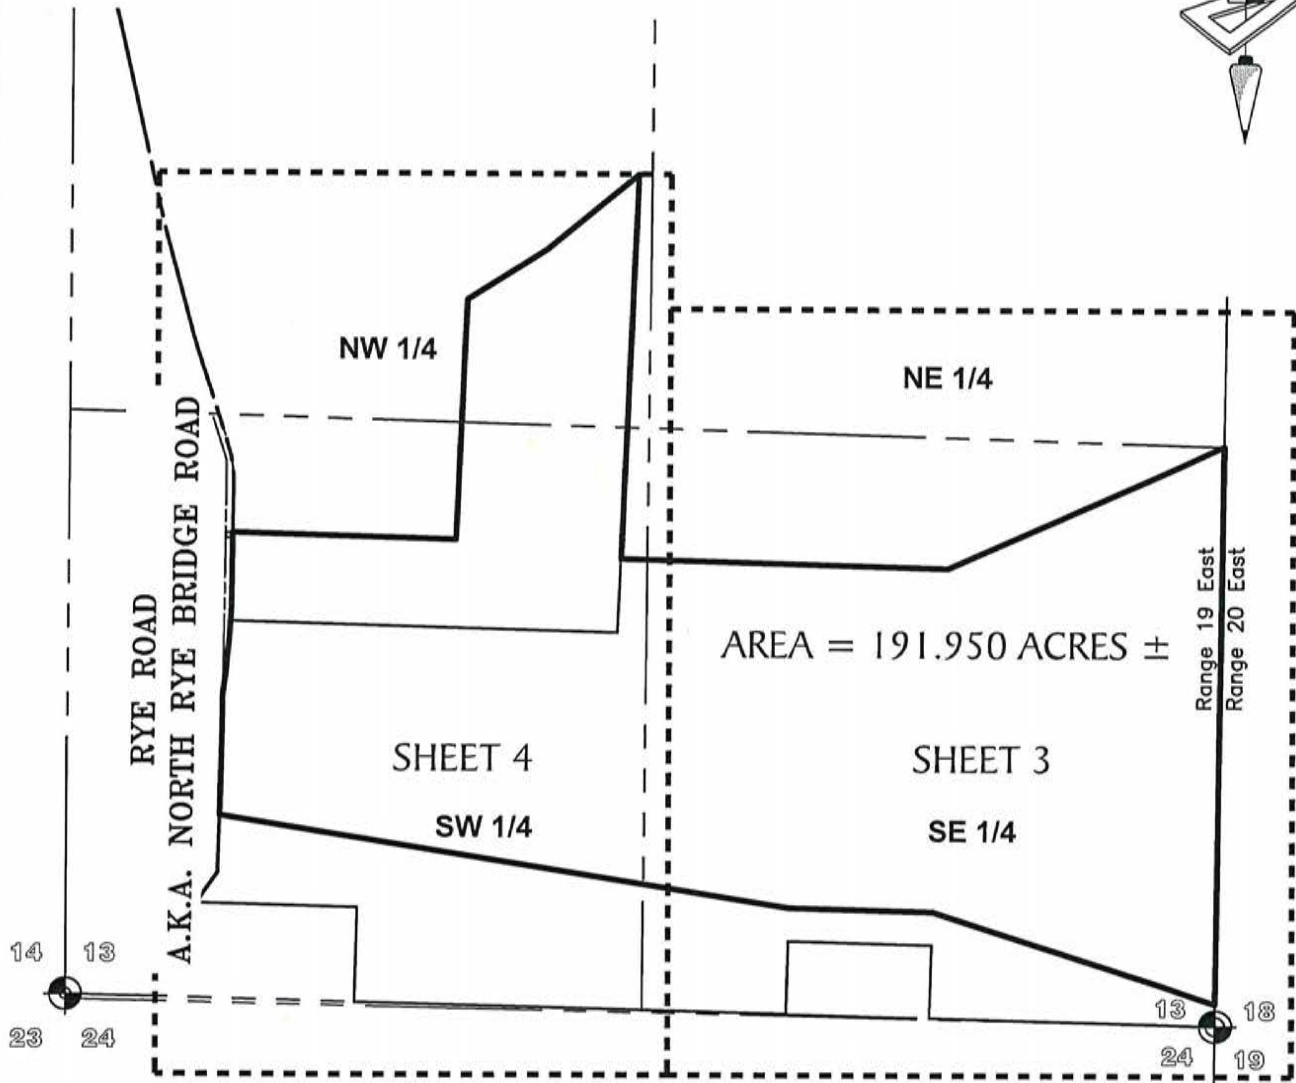 NW 1/4
NE 1/4
RYE ROAD
A.K.A. NORTH RYE BRIDGE ROAD
Range 19 East
Range 20 East
AREA = 191.950 ACRES ±
SHEET 4
SHEET 3
SW 1/4
SE 1/4
14 13
23 24
13 18
24 19